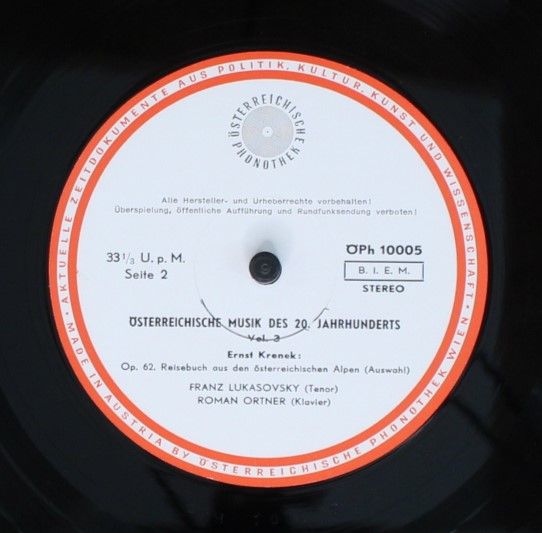 · AKTUELLE ZEITDOKUMENTE AUS POLITIK, KULTUR, KUNST UND WISSENSCHAFT ·
ÖSTERREICHISCHE PHONOTHEK
Alle Hersteller- und Urheberrechte vorbehalten!
Überspielung, öffentliche Aufführung und Rundfunksendung verboten!
33 1/3 U. p. M.
Seite 2
ÖPh 10005
B. I. E. M.
STEREO
ÖSTERREICHISCHE MUSIK DES 20. JAHRHUNDERTS
Vol. 3
Ernst Krenek:
Op. 62. Reisebuch aus den österreichischen Alpen (Auswahl)
FRANZ LUKASOVSKY (Tenor)
ROMAN ORTNER (Klavier)
MADE IN AUSTRIA BY ÖSTERREICHISCHE PHONOTHEK WIEN